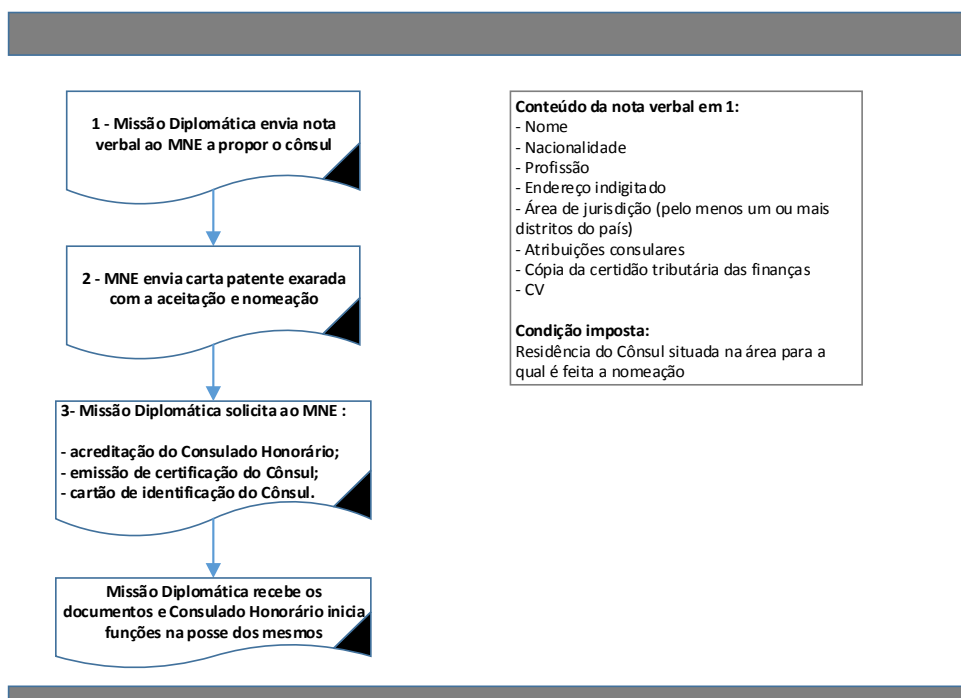 1 - Missão Diplomática envia nota
verbal ao MNE a propor o cônsul
2 - MNE envia carta patente exarada
com a aceitação e nomeação
3- Missão Diplomática solicita ao MNE :
- acreditação do Consulado Honorário;
- emissão de certificação do Cônsul;
- cartão de identificação do Cônsul.
Missão Diplomática recebe os
documentos e Consulado Honorário inicia
funções na posse dos mesmos
Conteúdo da nota verbal em 1:
- Nome
- Nacionalidade
- Profissão
- Endereço indigitado
- Área de jurisdição (pelo menos um ou mais
distritos do país)
- Atribuições consulares
- Cópia da certidão tributária das finanças
- CV
Condição imposta:
Residência do Cônsul situada na área para a
qual é feita a nomeação